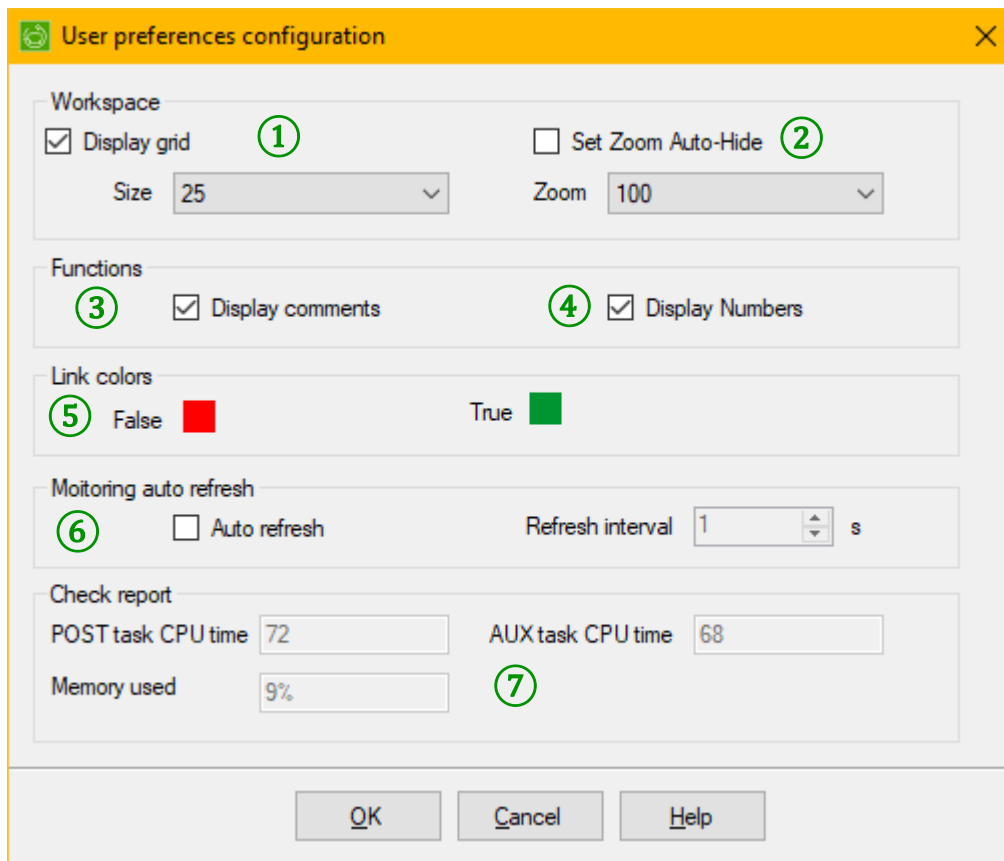 User preferences configuration
Workspace
Display grid ① Set Zoom Auto-Hide ②
Size 25 Zoom 100
Functions
③ Display comments ④ Display Numbers
Link colors
⑤ False True
Moitoring auto refresh
⑥ Auto refresh Refresh interval 1 s
Check report
POST task CPU time 72 AUX task CPU time 68
Memory used 9% ⑦
OK Cancel Help